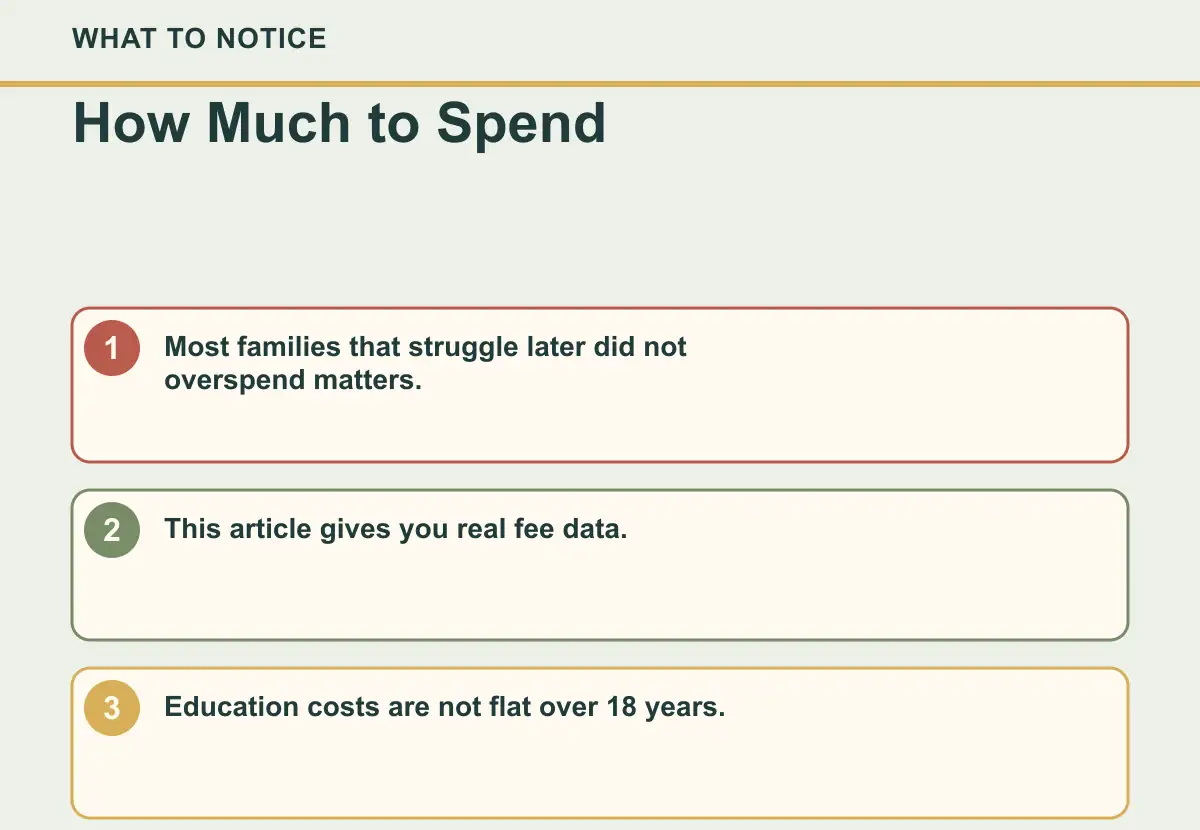 WHAT TO NOTICE
How Much to Spend
1
Most families that struggle later did not
overspend matters.
2
This article gives you real fee data.
3
Education costs are not flat over 18 years.